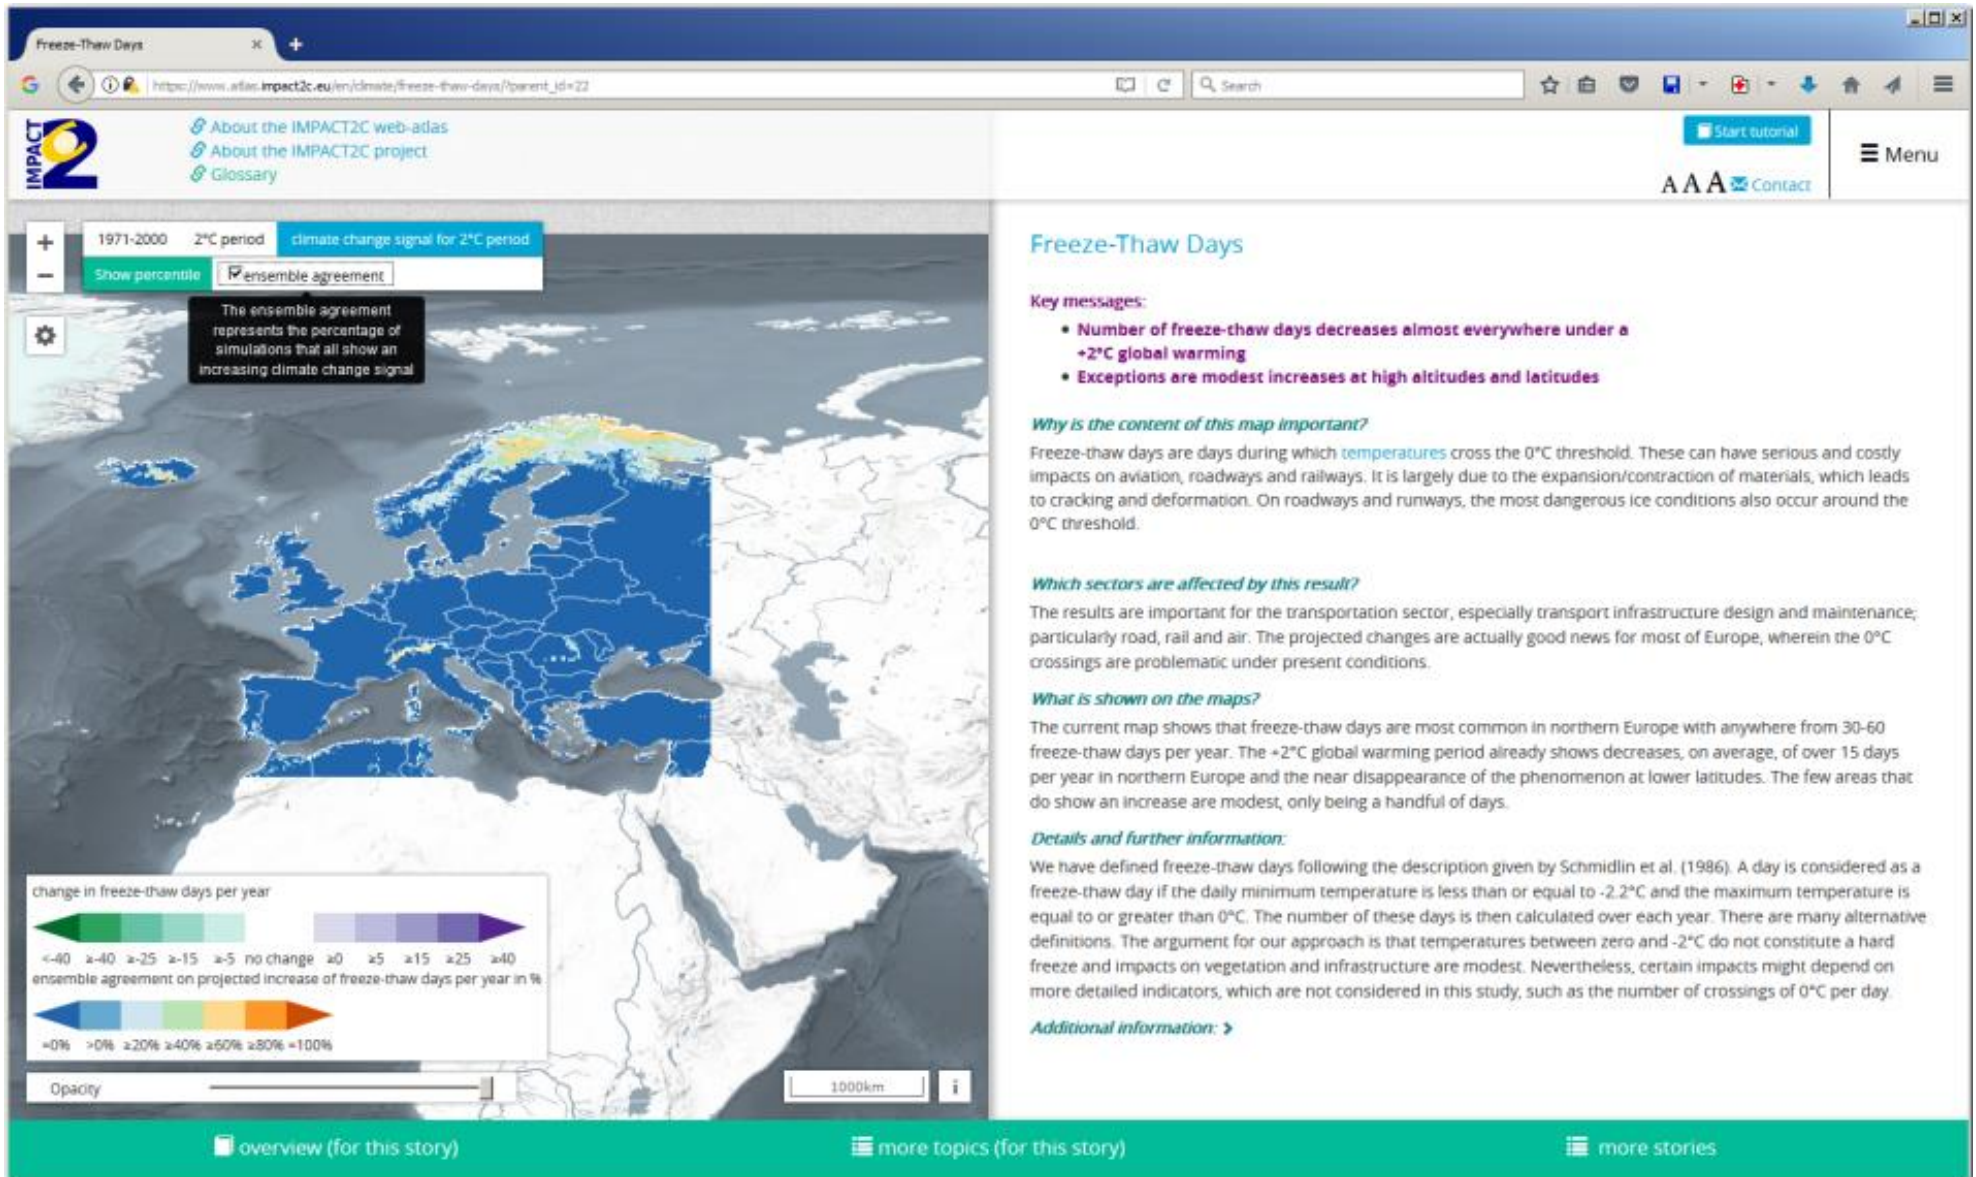 Freeze-Thaw Days
https://www.atlas.impact2c.eu/en/climate/freeze-thaw-days/?parent_id=22
Search
IMPACT
2
About the IMPACT2C web-atlas
About the IMPACT2C project
Glossary
Start tutorial
A A A Contact
Menu
1971-2000 2°C period climate change signal for 2°C period
Show percentile ensemble agreement
The ensemble agreement
represents the percentage of
simulations that all show an
increasing climate change signal
change in freeze-thaw days per year
<-40 ≥-40 ≥-25 ≥-15 ≥-5 no change ≥0 ≥5 ≥15 ≥25 ≥40
ensemble agreement on projected increase of freeze-thaw days per year in %
=0% >0% ≥20% ≥40% ≥60% ≥80% =100%
Opacity
1000km
i
Freeze-Thaw Days
Key messages:
• Number of freeze-thaw days decreases almost everywhere under a
+2°C global warming
• Exceptions are modest increases at high altitudes and latitudes
Why is the content of this map important?
Freeze-thaw days are days during which temperatures cross the 0°C threshold. These can have serious and costly
impacts on aviation, roadways and railways. It is largely due to the expansion/contraction of materials, which leads
to cracking and deformation. On roadways and runways, the most dangerous ice conditions also occur around the
0°C threshold.
Which sectors are affected by this result?
The results are important for the transportation sector, especially transport infrastructure design and maintenance;
particularly road, rail and air. The projected changes are actually good news for most of Europe, wherein the 0°C
crossings are problematic under present conditions.
What is shown on the maps?
The current map shows that freeze-thaw days are most common in northern Europe with anywhere from 30-60
freeze-thaw days per year. The +2°C global warming period already shows decreases, on average, of over 15 days
per year in northern Europe and the near disappearance of the phenomenon at lower latitudes. The few areas that
do show an increase are modest, only being a handful of days.
Details and further information:
We have defined freeze-thaw days following the description given by Schmidlin et al. (1986). A day is considered as a
freeze-thaw day if the daily minimum temperature is less than or equal to -2.2°C and the maximum temperature is
equal to or greater than 0°C. The number of these days is then calculated over each year. There are many alternative
definitions. The argument for our approach is that temperatures between zero and -2°C do not constitute a hard
freeze and impacts on vegetation and infrastructure are modest. Nevertheless, certain impacts might depend on
more detailed indicators, which are not considered in this study, such as the number of crossings of 0°C per day.
Additional information:
overview (for this story)
more topics (for this story)
more stories